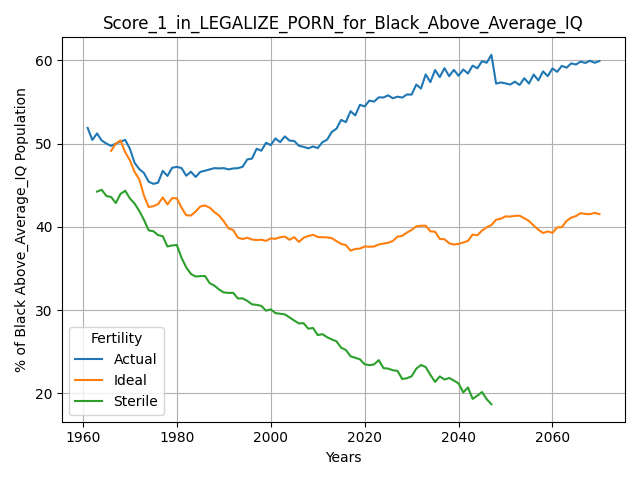 Score_1_in_LEGALIZE_PORN_for_Black_Above_Average_IQ
% of Black Above_Average_IQ Population
60
50
40
30
20
Fertility
Actual
Ideal
Sterile
1960 1980 2000 2020 2040 2060
Years